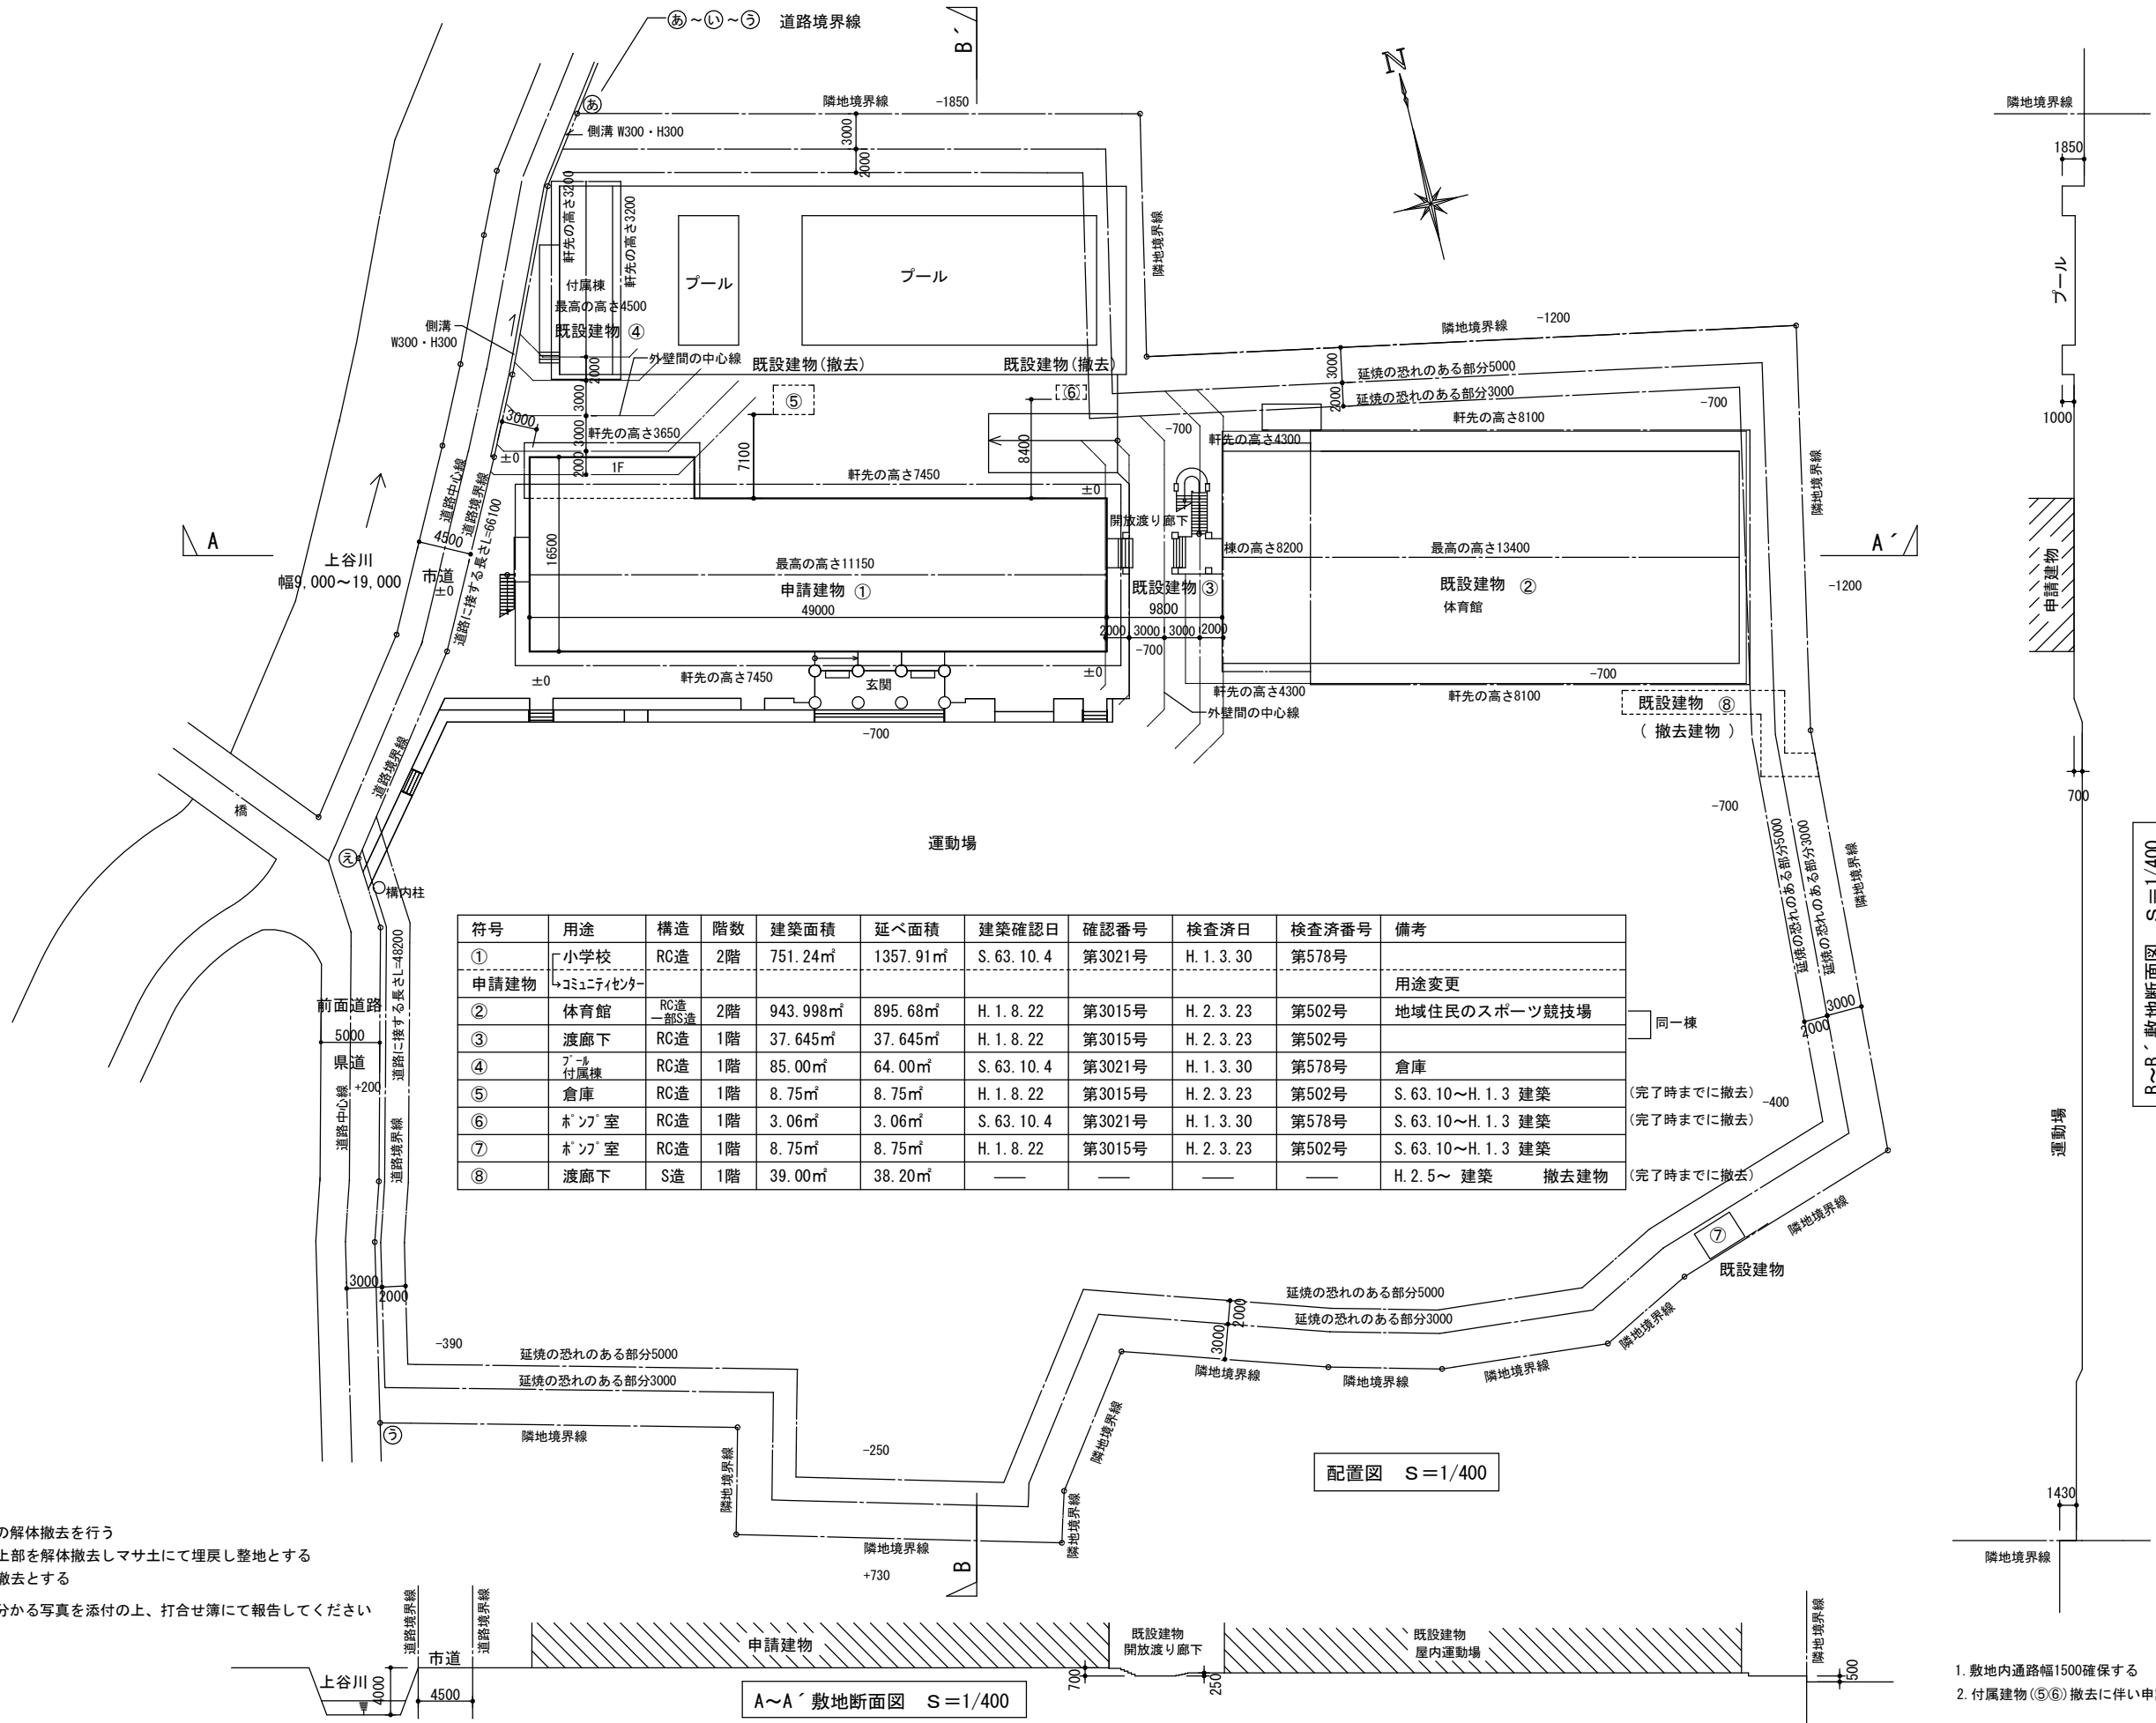 あ～い～う 道路境界線
B´
N
隣地境界線 -1850
隣地境界線
あ
側溝 W300・H300
3000
2000
1850
軒先の高さ3200
軒先の高さ3200
隣地境界線
付属棟
最高の高さ4500
既設建物 ④
プール
プール
プール
側溝
W300・H300
外壁間の中心線
既設建物(撤去)
既設建物(撤去)
隣地境界線 -1200
延焼の恐れのある部分5000
延焼の恐れのある部分3000
3000
2000
-700
2000
3000
3000
2000
3000
⑤
⑥
1000
軒先の高さ3650
軒先の高さ8100
軒先の高さ4300
-700
±0
1F
7100
8400
軒先の高さ7450
±0
隣地境界線
道路中心線
道路境界線
道路に接する長さL=66100
開放渡り廊下
A
4500
上谷川
幅9,000～19,000
市道
±0
16500
最高の高さ11150
申請建物 ①
49000
棟の高さ8200
既設建物 ③
9800
2000 3000 3000 2000
-700
最高の高さ13400
既設建物 ②
体育館
A´
-1200
申請建物
±0
軒先の高さ7450
玄関
±0
軒先の高さ4300
外壁間の中心線
-700
軒先の高さ8100
既設建物 ⑧
( 撤去建物 )
-700
-700
700
道路境界線
橋
運動場
え
構内柱
延焼の恐れのある部分5000
延焼の恐れのある部分3000
隣地境界線
B～B´敷地断面図 S=1/400
符号 用途 構造 階数 建築面積 延べ面積 建築確認日 確認番号 検査済日 検査済番号 備考
① 小学校 RC造 2階 751.24㎡ 1357.91㎡ S.63.10.4 第3021号 H.1.3.30 第578号
申請建物 コミュニティセンター 用途変更
② 体育館 RC造一部S造 2階 943.998㎡ 895.68㎡ H.1.8.22 第3015号 H.2.3.23 第502号 地域住民のスポーツ競技場
同一棟
③ 渡廊下 RC造 1階 37.645㎡ 37.645㎡ H.1.8.22 第3015号 H.2.3.23 第502号
④ プール付属棟 RC造 1階 85.00㎡ 64.00㎡ S.63.10.4 第3021号 H.1.3.30 第578号 倉庫
⑤ 倉庫 RC造 1階 8.75㎡ 8.75㎡ H.1.8.22 第3015号 H.2.3.23 第502号 S.63.10～H.1.3 建築 (完了時までに撤去)
⑥ ポンプ室 RC造 1階 3.06㎡ 3.06㎡ S.63.10.4 第3021号 H.1.3.30 第578号 S.63.10～H.1.3 建築 (完了時までに撤去)
⑦ ポンプ室 RC造 1階 8.75㎡ 8.75㎡ H.1.8.22 第3015号 H.2.3.23 第502号 S.63.10～H.1.3 建築
⑧ 渡廊下 S造 1階 39.00㎡ 38.20㎡ ― ― ― ― H.2.5～ 建築 撤去建物 (完了時までに撤去)
前面道路
5000
県道
+200
道路中心線
道路境界線
道路に接する長さL=48200
3000
2000
-400
運動場
⑦
既設建物
隣地境界線
3000
2000
-390
延焼の恐れのある部分5000
延焼の恐れのある部分3000
隣地境界線
う
延焼の恐れのある部分5000
延焼の恐れのある部分3000
2000
3000
隣地境界線
隣地境界線
隣地境界線
隣地境界線
隣地境界線
-250
隣地境界線
隣地境界線
隣地境界線
+730
B
配置図 S=1/400
1430
隣地境界線
の解体撤去を行う
上部を解体撤去しマサ土にて埋戻し整地とする
撤去とする
分かる写真を添付の上、打合せ簿にて報告してください
道路境界線
道路境界線
市道
上谷川
4000
4500
申請建物
700
既設建物
開放渡り廊下
250
既設建物
屋内運動場
隣地境界線
500
A～A´敷地断面図 S=1/400
1.敷地内通路幅1500確保する
2.付属建物(⑤⑥)撤去に伴い申